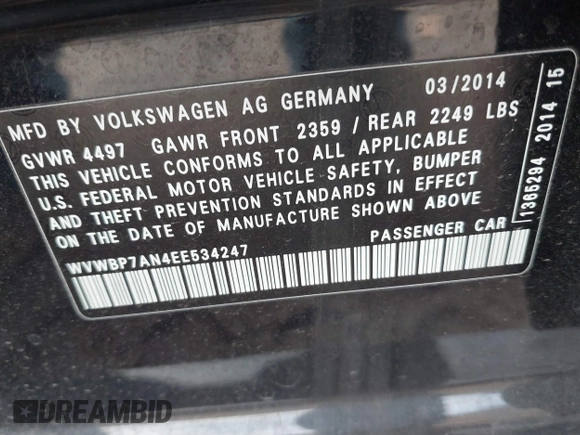 MFD BY VOLKSWAGEN AG GERMANY 03/2014
GVWR 4497 GAWR FRONT 2359 / REAR 2249 LBS
THIS VEHICLE CONFORMS TO ALL APPLICABLE
U.S. FEDERAL MOTOR VEHICLE SAFETY, BUMPER
AND THEFT PREVENTION STANDARDS IN EFFECT
ON THE DATE OF MANUFACTURE SHOWN ABOVE
WVWBP7AN4EE534247 PASSENGER CAR
1365294 2014 15
DREAMBID